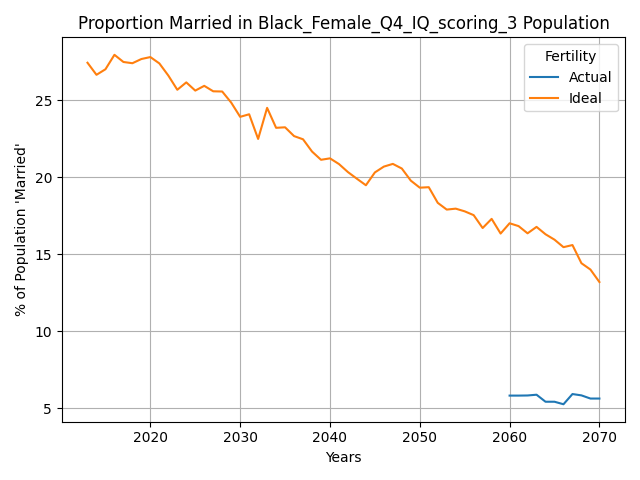 Proportion Married in Black_Female_Q4_IQ_scoring_3 Population
Fertility
Actual
Ideal
% of Population 'Married'
25
20
15
10
5
2020
2030
2040
2050
2060
2070
Years